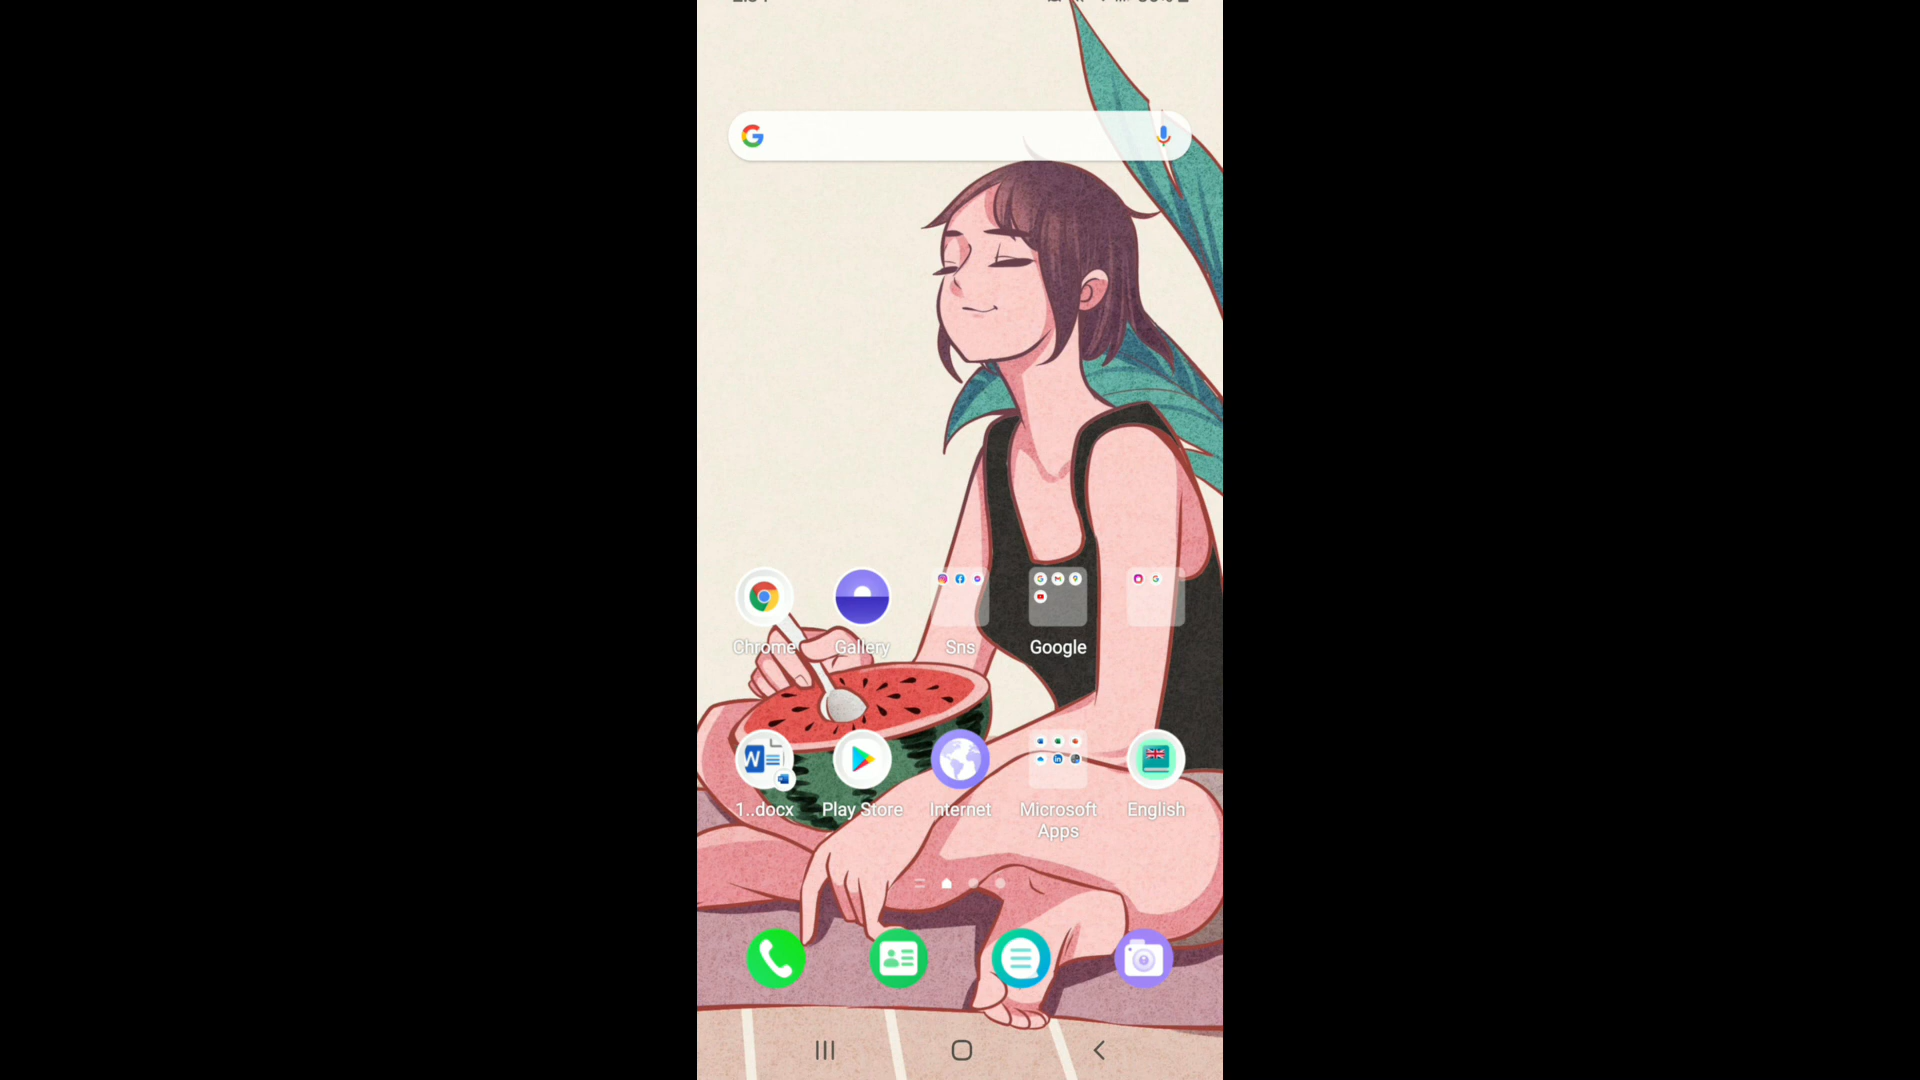 Chrome
Gallery
Sns
Google
1..docx
Play Store
Internet
Microsoft
Apps
English